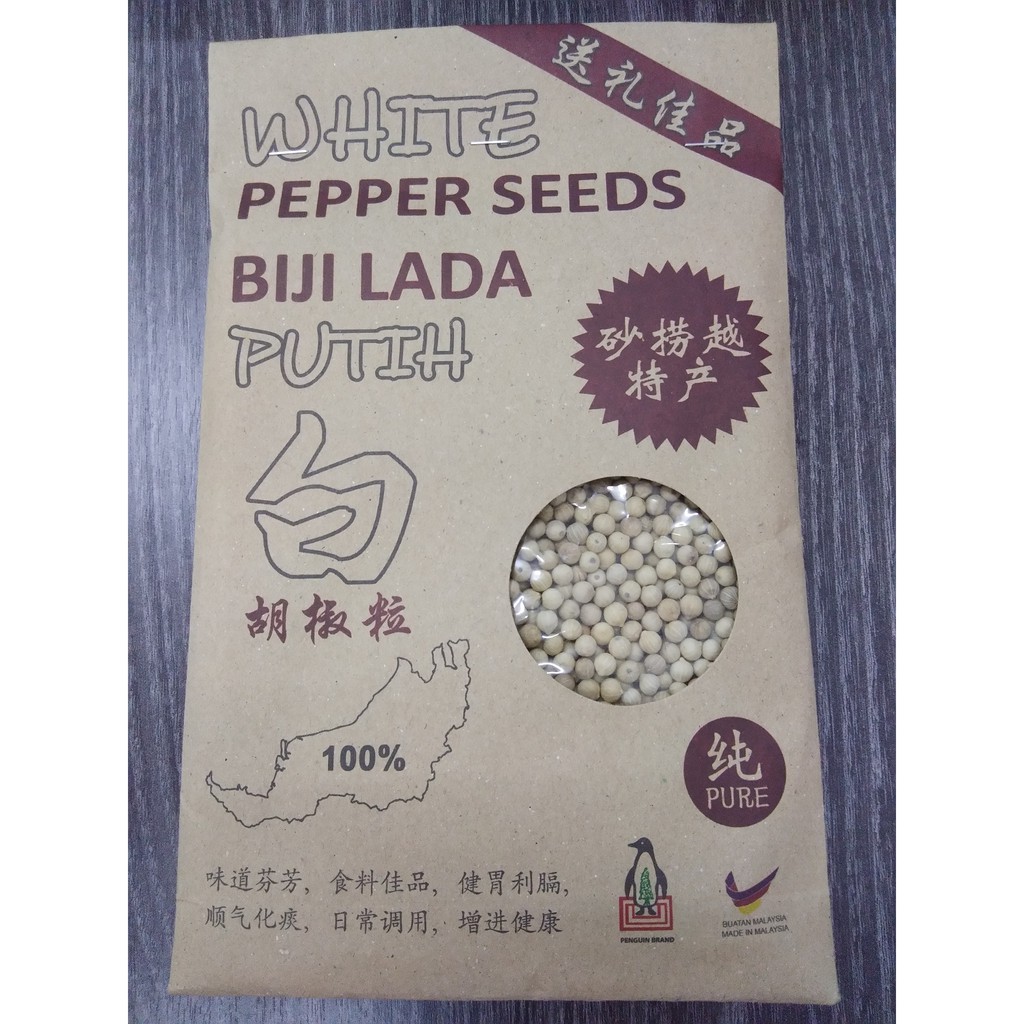 送礼佳品
WHITE
PEPPER SEEDS
BIJI LADA
PUTIH
砂捞越
特产
白
胡椒粒
100%
纯
PURE
味道芬芳, 食料佳品, 健胃利膈,
顺气化痰, 日常调用, 增进健康
PENGUIN BRAND
BUATAN MALAYSIA
MADE IN MALAYSIA